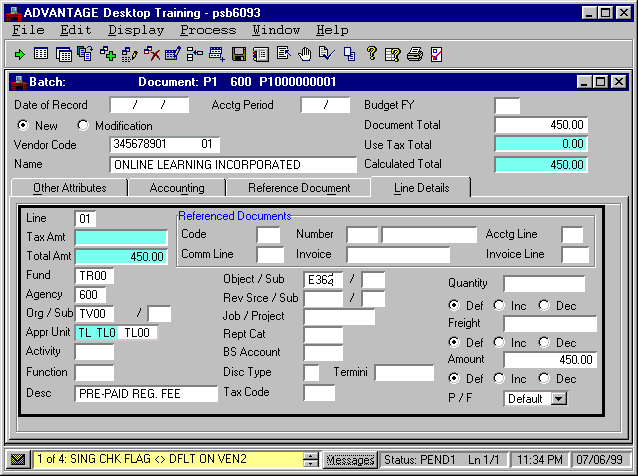 ADVANTAGE Desktop Training - psb6093
File Edit Display Process Window Help
Batch: Document: P1 600 P1000000001
Date of Record / / Acctg Period / Budget FY
New Modification Document Total 450.00
Vendor Code 345678901 01 Use Tax Total 0.00
Name ONLINE LEARNING INCORPORATED Calculated Total 450.00
Other Attributes Accounting Reference Document Line Details
Line 01 Referenced Documents
Tax Amt Code Number Acctg Line
Total Amt 450.00 Comm Line Invoice Invoice Line
Fund TR00 Object / Sub E362 / Quantity
Agency 600 Rev Srce / Sub / Def Inc Dec
Org / Sub TV00 / Job / Project Freight
Appr Unit TL TL0 TL00 Rept Cat Def Inc Dec
Activity BS Account Amount 450.00
Function Disc Type Termini Def Inc Dec
Desc PRE-PAID REG. FEE Tax Code P / F Default
1 of 4: SING CHK FLAG <> DFLT ON VEN2 Messages Status: PEND1 Ln 1/1 11:34 PM 07/06/99